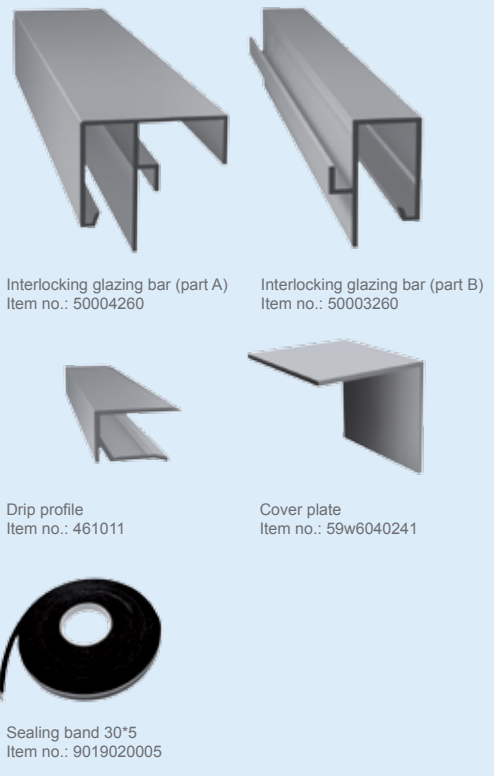 Interlocking glazing bar (part A)
Item no.: 50004260
Interlocking glazing bar (part B)
Item no.: 50003260
Drip profile
Item no.: 461011
Cover plate
Item no.: 59w6040241
Sealing band 30*5
Item no.: 9019020005